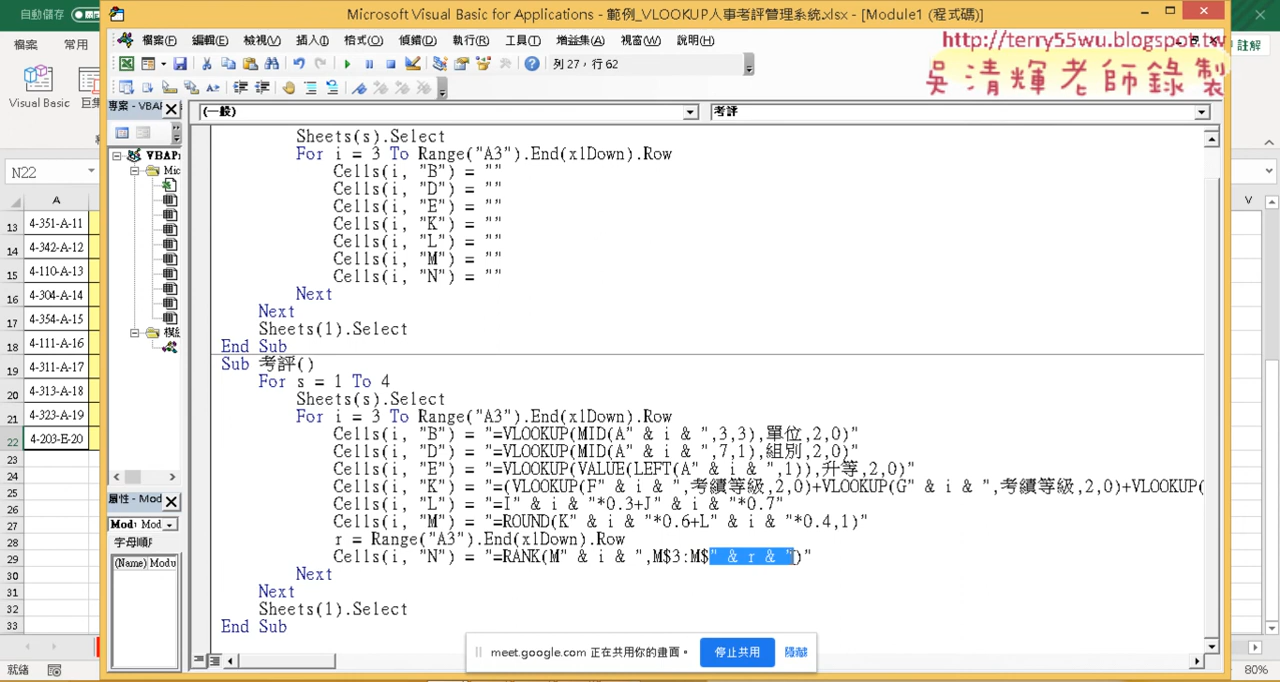 自動儲存
Microsoft Visual Basic for Applications - 範例_VLOOKUP人事考評管理系統.xlsx - [Module1 (程式碼)]
http://terry55wu.blogspot.tw
吳清輝老師錄製
檔案 常用
檔案(F) 編輯(E) 檢視(V) 插入(I) 格式(O) 偵錯(D) 執行(R) 工具(T) 增益集(A) 視窗(W) 說明(H)
註解
列 27，行 62
Visual Basic 巨集
專案 - VBAP
(一般)
考評
N22
VBAPr
Mic
模組
A
V
13 4-351-A-11
14 4-342-A-12
15 4-110-A-13
16 4-304-A-14
17 4-354-A-15
18 4-111-A-16
19 4-311-A-17
20 4-313-A-18
21 4-323-A-19
22 4-203-E-20
23
24
25
26
27
28
29
30
31
32
33
屬性 - Mod
Modu Mod
字母順序
(Name) Modu
Sheets(s).Select
For i = 3 To Range("A3").End(xlDown).Row
Cells(i, "B") = ""
Cells(i, "D") = ""
Cells(i, "E") = ""
Cells(i, "K") = ""
Cells(i, "L") = ""
Cells(i, "M") = ""
Cells(i, "N") = ""
Next
Next
Sheets(1).Select
End Sub
Sub 考評()
For s = 1 To 4
Sheets(s).Select
For i = 3 To Range("A3").End(xlDown).Row
Cells(i, "B") = "=VLOOKUP(MID(A" & i & ",3,3),單位,2,0)"
Cells(i, "D") = "=VLOOKUP(MID(A" & i & ",7,1),組別,2,0)"
Cells(i, "E") = "=VLOOKUP(VALUE(LEFT(A" & i & ",1)),升等,2,0)"
Cells(i, "K") = "=(VLOOKUP(F" & i & ",考績等級,2,0)+VLOOKUP(G" & i & ",考績等級,2,0)+VLOOKUP(
Cells(i, "L") = "=I" & i & "*0.3+J" & i & "*0.7"
Cells(i, "M") = "=ROUND(K" & i & "*0.6+L" & i & "*0.4,1)"
r = Range("A3").End(xlDown).Row
Cells(i, "N") = "=RANK(M" & i & ",M$3:M$" & r & ")"
Next
Next
Sheets(1).Select
End Sub
meet.google.com 正在共用你的畫面。 停止共用 隱藏
就緒
80%